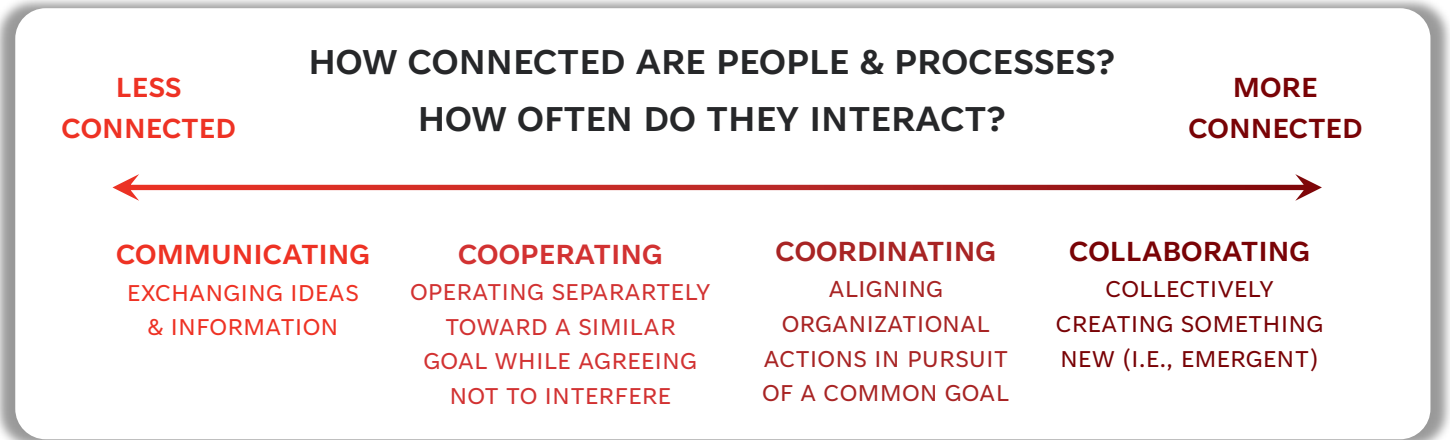 HOW CONNECTED ARE PEOPLE & PROCESSES?
HOW OFTEN DO THEY INTERACT?
LESS
CONNECTED
MORE
CONNECTED
COMMUNICATING
EXCHANGING IDEAS
& INFORMATION
COOPERATING
OPERATING SEPARARTELY
TOWARD A SIMILAR
GOAL WHILE AGREEING
NOT TO INTERFERE
COORDINATING
ALIGNING
ORGANIZATIONAL
ACTIONS IN PURSUIT
OF A COMMON GOAL
COLLABORATING
COLLECTIVELY
CREATING SOMETHING
NEW (I.E., EMERGENT)